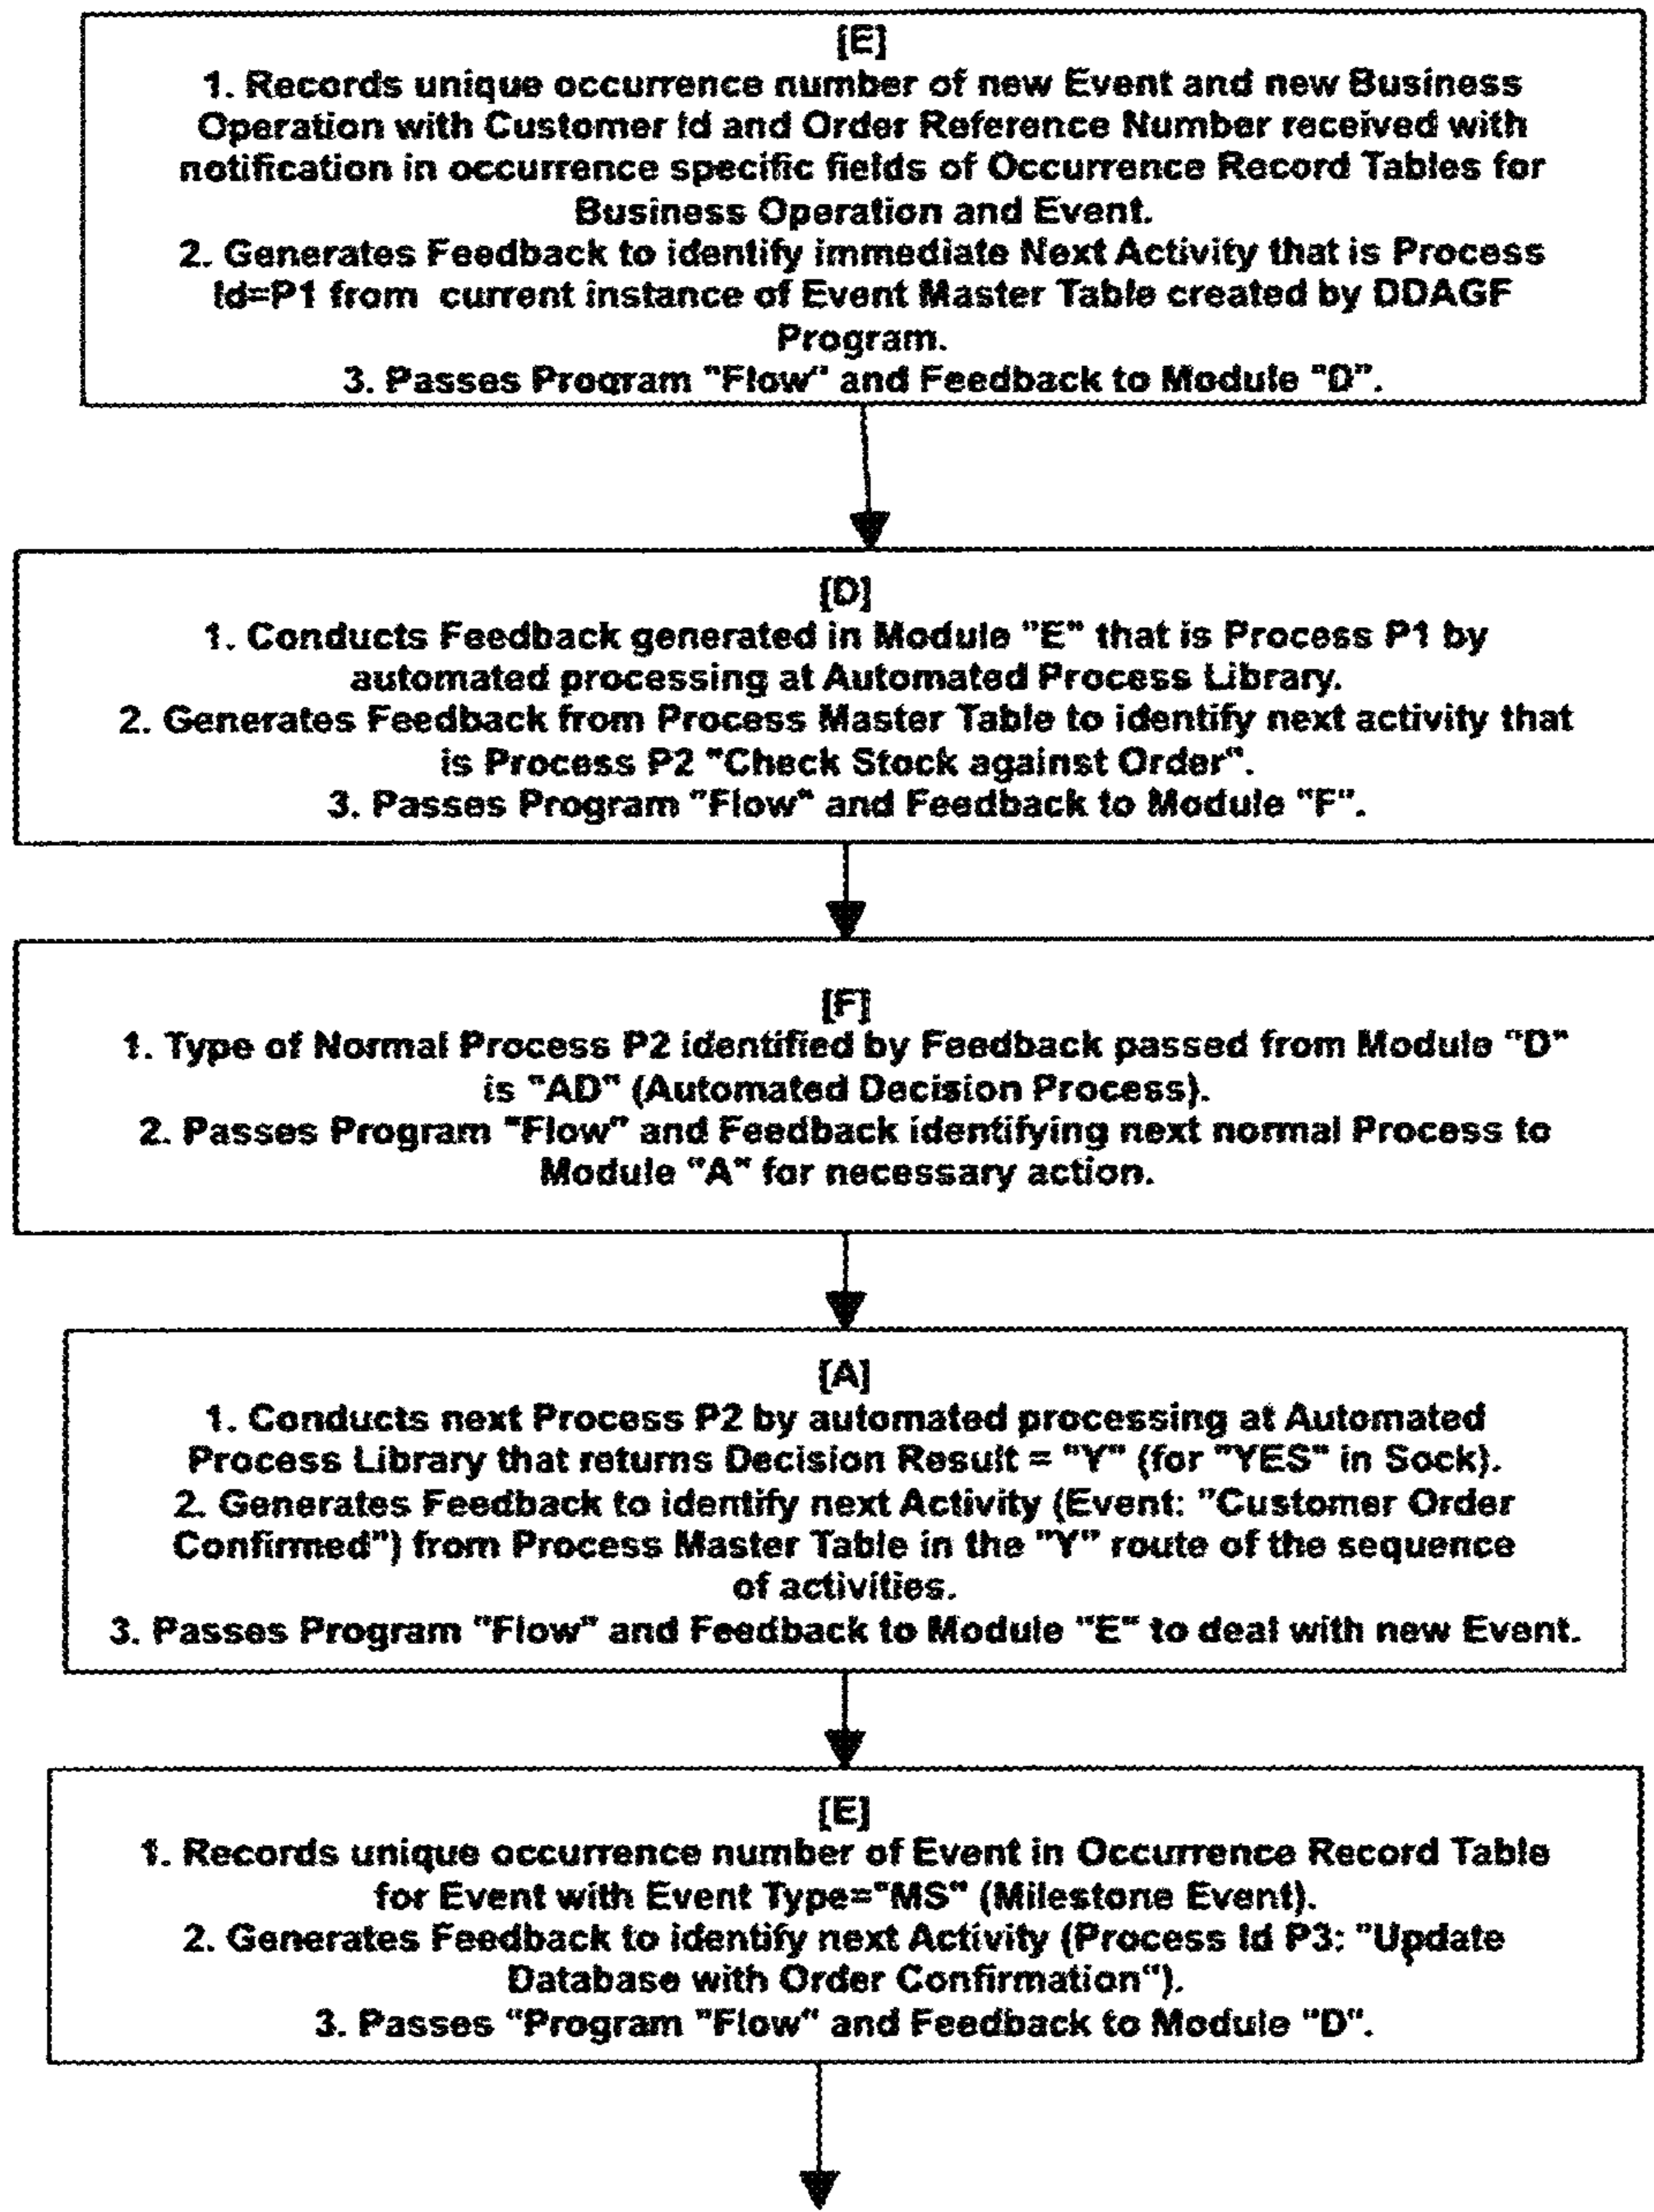 [E]
1. Records unique occurrence number of new Event and new Business
Operation with Customer Id and Order Reference Number received with
notification in occurrence specific fields of Occurrence Record Tables for
Business Operation and Event.
2. Generates Feedback to identify immediate Next Activity that is Process
Id=P1 from current instance of Event Master Table created by DDAGF
Program.
3. Passes Program "Flow" and Feedback to Module "D".
[D]
1. Conducts Feedback generated in Module "E" that is Process P1 by
automated processing at Automated Process Library.
2. Generates Feedback from Process Master Table to identify next activity that
is Process P2 "Check Stock against Order".
3. Passes Program "Flow" and Feedback to Module "F".
[F]
1. Type of Normal Process P2 identified by Feedback passed from Module "D"
is "AD" (Automated Decision Process).
2. Passes Program "Flow" and Feedback identifying next normal Process to
Module "A" for necessary action.
[A]
1. Conducts next Process P2 by automated processing at Automated
Process Library that returns Decision Result = "Y" (for "YES" in Sock).
2. Generates Feedback to identify next Activity (Event: "Customer Order
Confirmed") from Process Master Table in the "Y" route of the sequence
of activities.
3. Passes Program "Flow" and Feedback to Module "E" to deal with new Event.
[E]
1. Records unique occurrence number of Event in Occurrence Record Table
for Event with Event Type="MS" (Milestone Event).
2. Generates Feedback to identify next Activity (Process Id P3: "Update
Database with Order Confirmation").
3. Passes "Program "Flow" and Feedback to Module "D".